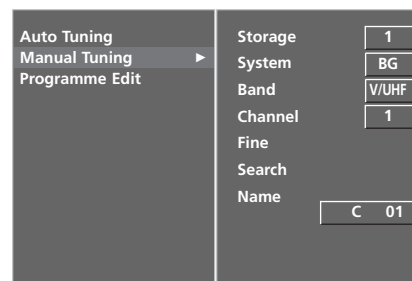 Auto Tuning
Manual Tuning ►
Programme Edit
Storage 1
System BG
Band V/UHF
Channel 1
Fine
Search
Name
C 01